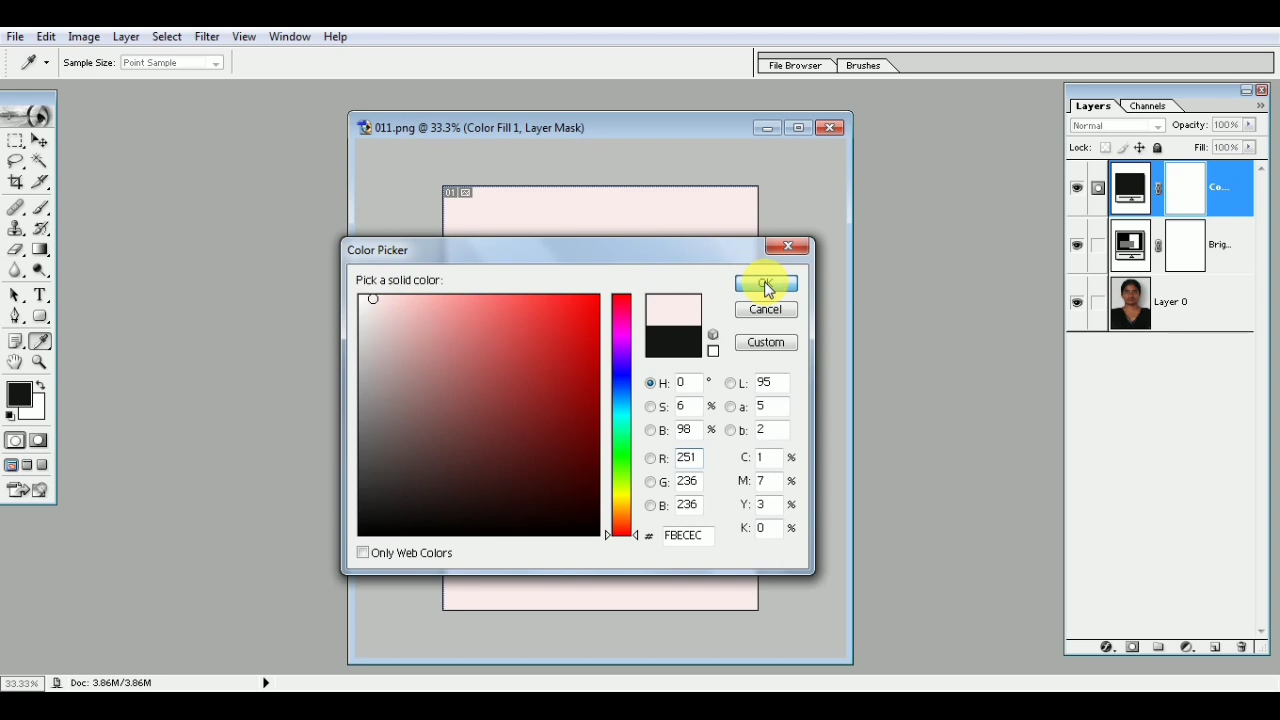 File Edit Image Layer Select Filter View Window Help
Sample Size: Point Sample
File Browser Brushes
Layers Channels
Normal Opacity: 100%
Lock: Fill: 100%
Co...
Brig...
Layer 0
011.png @ 33.3% (Color Fill 1, Layer Mask)
01
Color Picker
Pick a solid color:
OK
Cancel
Custom
H: 0 ° L: 95
S: 6 % a: 5
B: 98 % b: 2
R: 251 C: 1 %
G: 236 M: 7 %
B: 236 Y: 3 %
K: 0 %
# FBECEC
Only Web Colors
33.33% Doc: 3.86M/3.86M